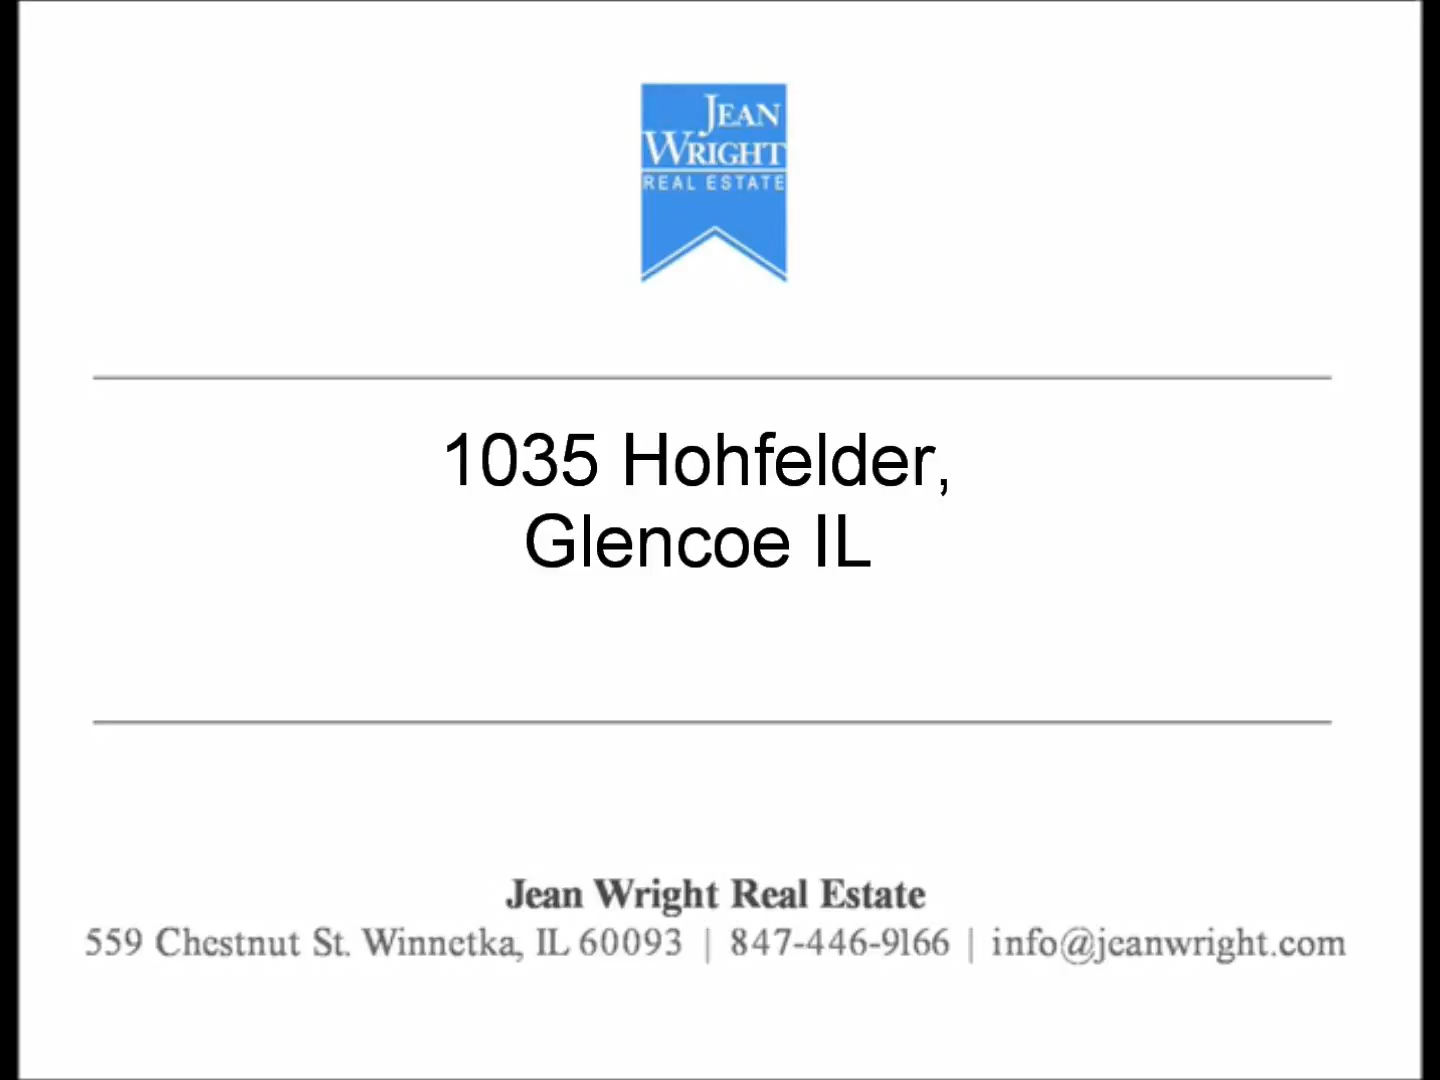 JEAN
WRIGHT
REAL ESTATE
1035 Hohfelder,
Glencoe IL
Jean Wright Real Estate
559 Chestnut St. Winnetka, IL 60093 | 847-446-9166 | info@jeanwright.com